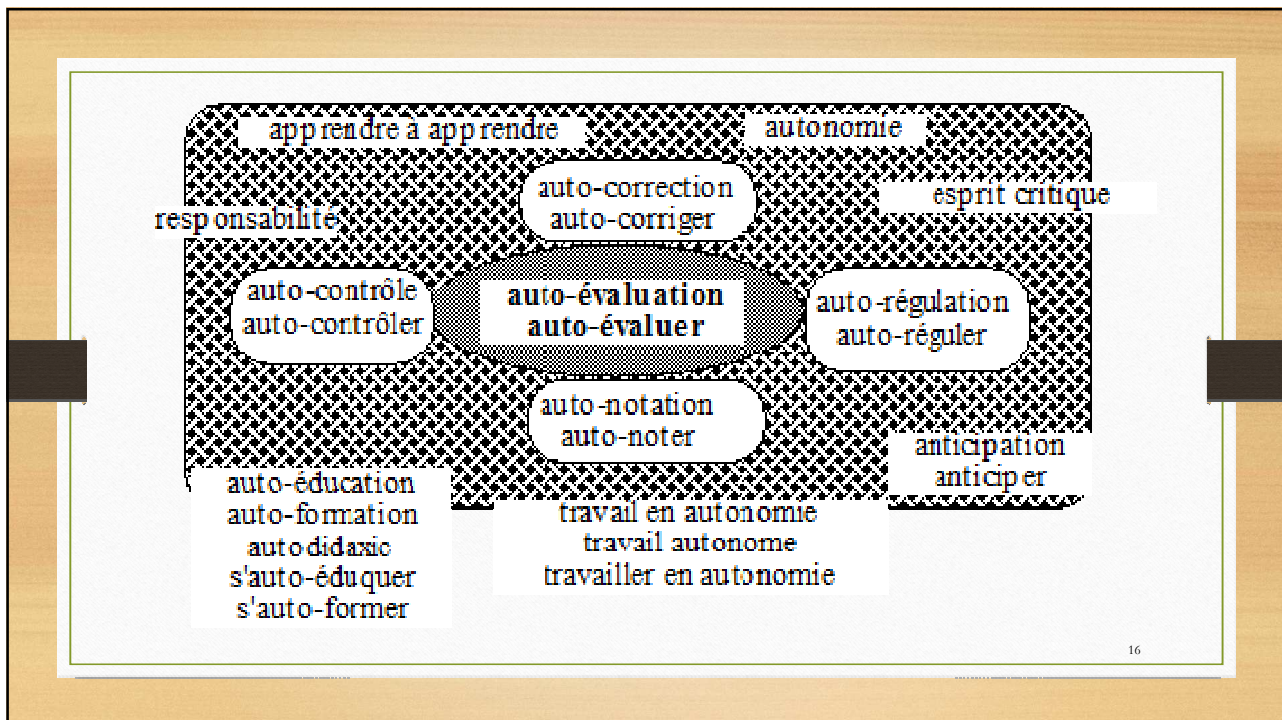 apprendre à apprendre
autonomie
auto-correction
auto-corriger
esprit critique
responsabilité
auto-contrôle
auto-contrôler
auto-évaluation
auto-évaluer
auto-régulation
auto-réguler
auto-notation
auto-noter
anticipation
anticiper
auto-éducation
auto-formation
autodidaxie
s'auto-éduquer
s'auto-former
travail en autonomie
travail autonome
travailler en autonomie
16